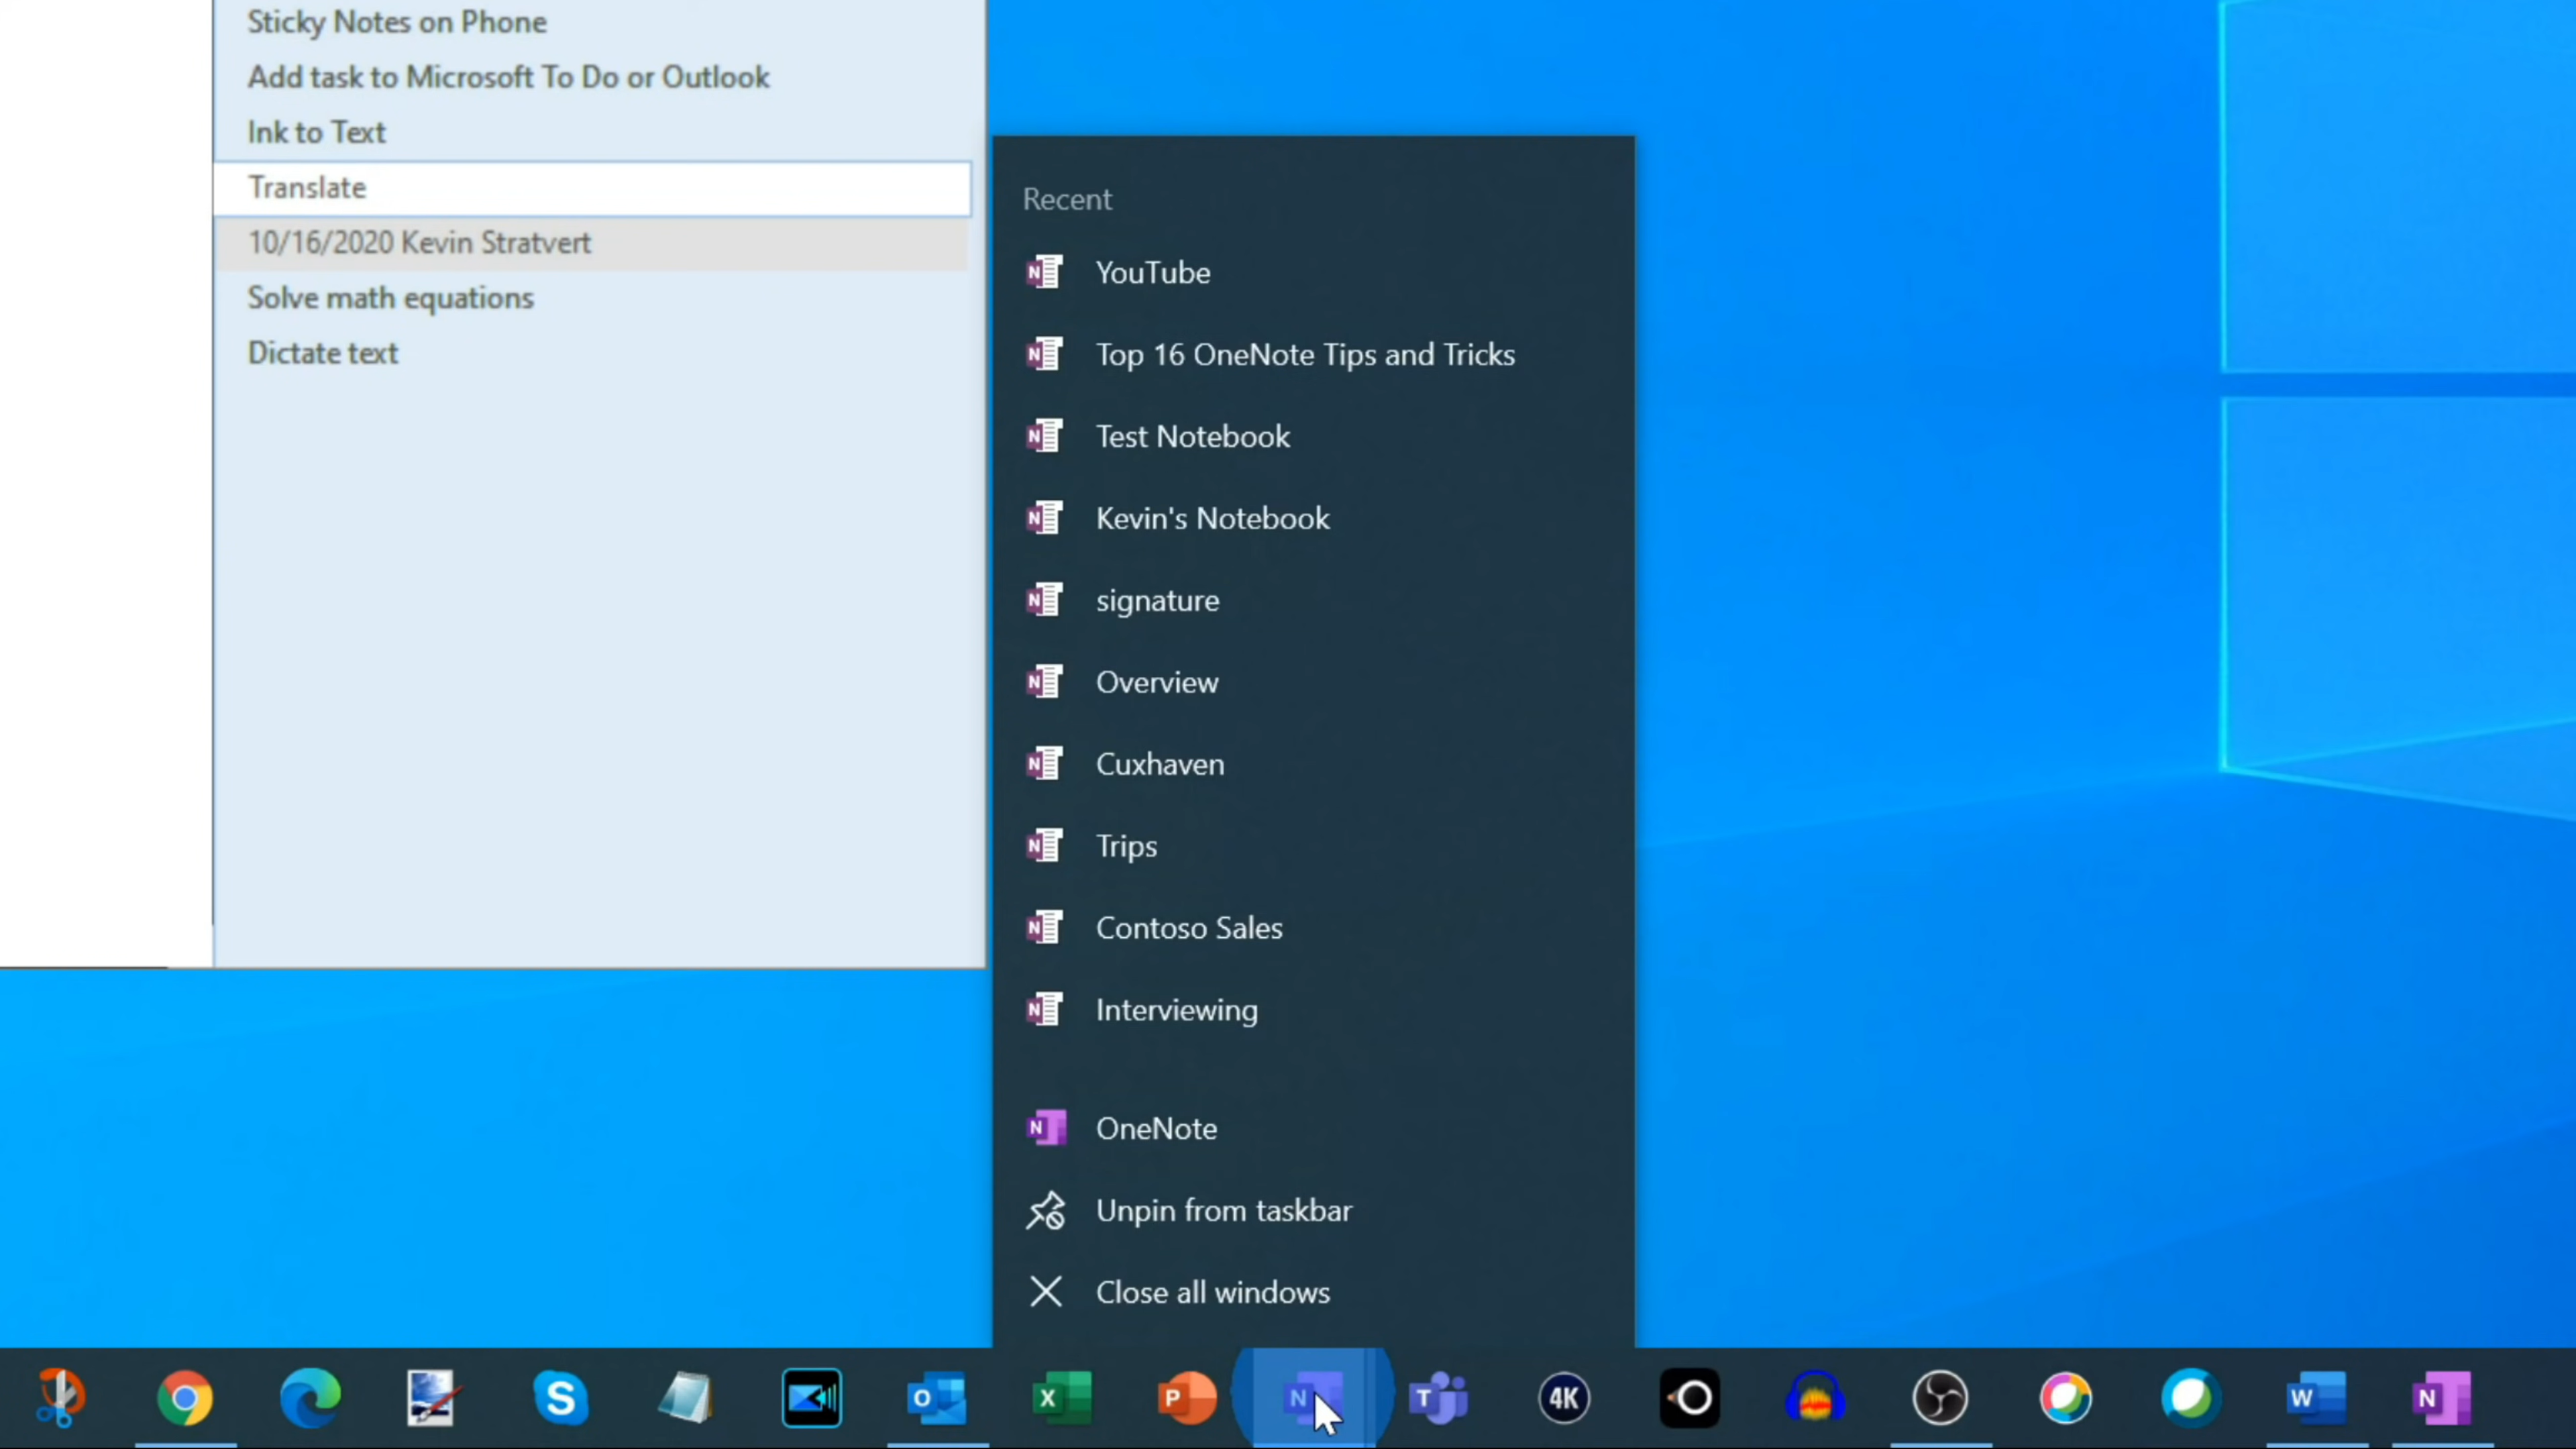 Sticky Notes on Phone
Add task to Microsoft To Do or Outlook
Ink to Text
Translate
10/16/2020 Kevin Stratvert
Solve math equations
Dictate text
Recent
N YouTube
N Top 16 OneNote Tips and Tricks
N Test Notebook
N Kevin's Notebook
N signature
N Overview
N Cuxhaven
N Trips
N Contoso Sales
N Interviewing
N OneNote
Unpin from taskbar
Close all windows
S O X P N T 4K W N